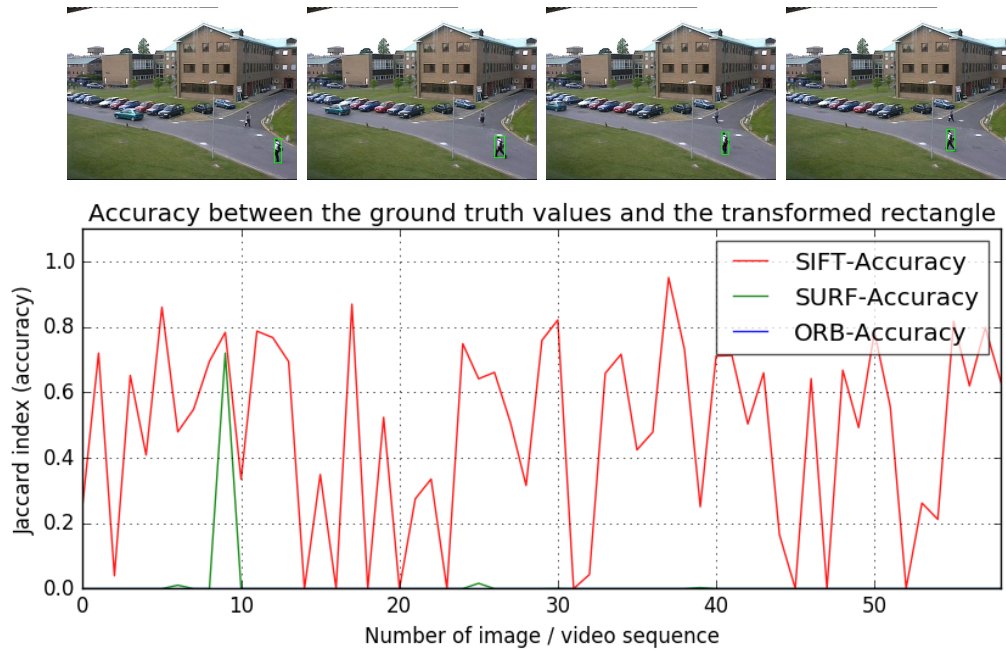 Accuracy between the ground truth values and the transformed rectangle
SIFT-Accuracy
SURF-Accuracy
ORB-Accuracy
Jaccard index (accuracy)
1.0
0.8
0.6
0.4
0.2
0.0
0 10 20 30 40 50
Number of image / video sequence